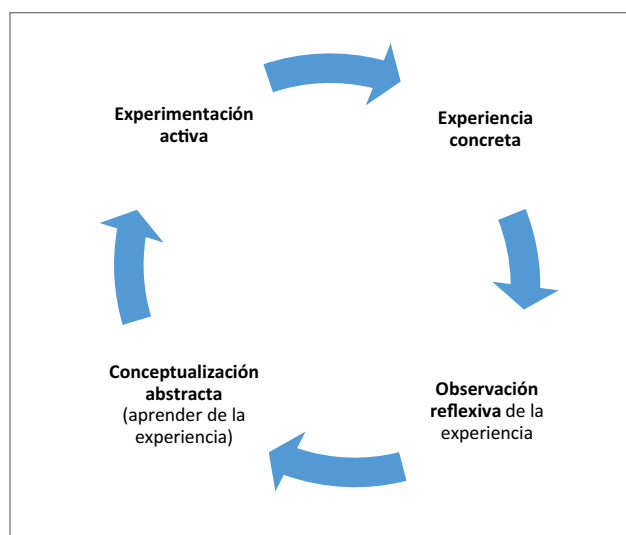 Experimentación
activa
Experiencia
concreta
Conceptualización
abstracta
(aprender de la
experiencia)
Observación
reflexiva de la
experiencia